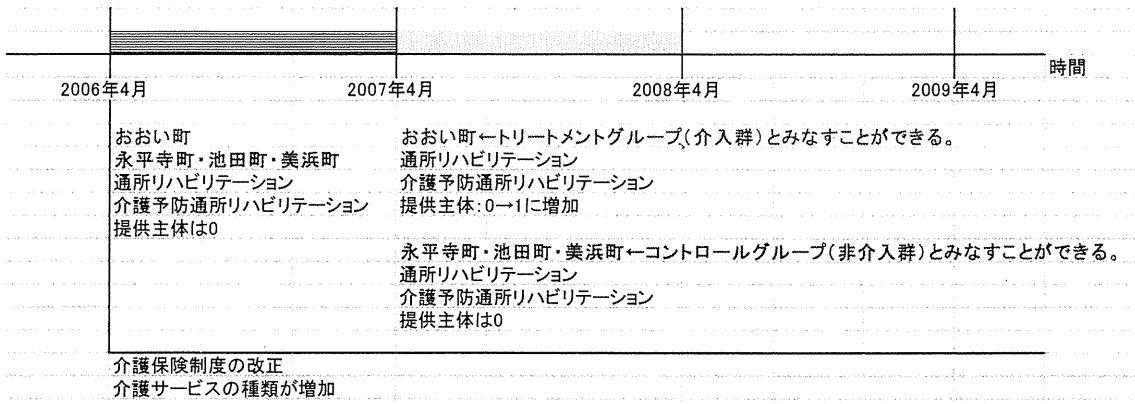 時間
2006年4月
2007年4月
2008年4月
2009年4月
おおい町
永平寺町・池田町・美浜町
通所リハビリテーション
介護予防通所リハビリテーション
提供主体は0
おおい町←トリートメントグループ(介入群)とみなすことができる。
通所リハビリテーション
介護予防通所リハビリテーション
提供主体:0→1に増加
永平寺町・池田町・美浜町←コントロールグループ(非介入群)とみなすことができる。
通所リハビリテーション
介護予防通所リハビリテーション
提供主体は0
介護保険制度の改正
介護サービスの種類が増加